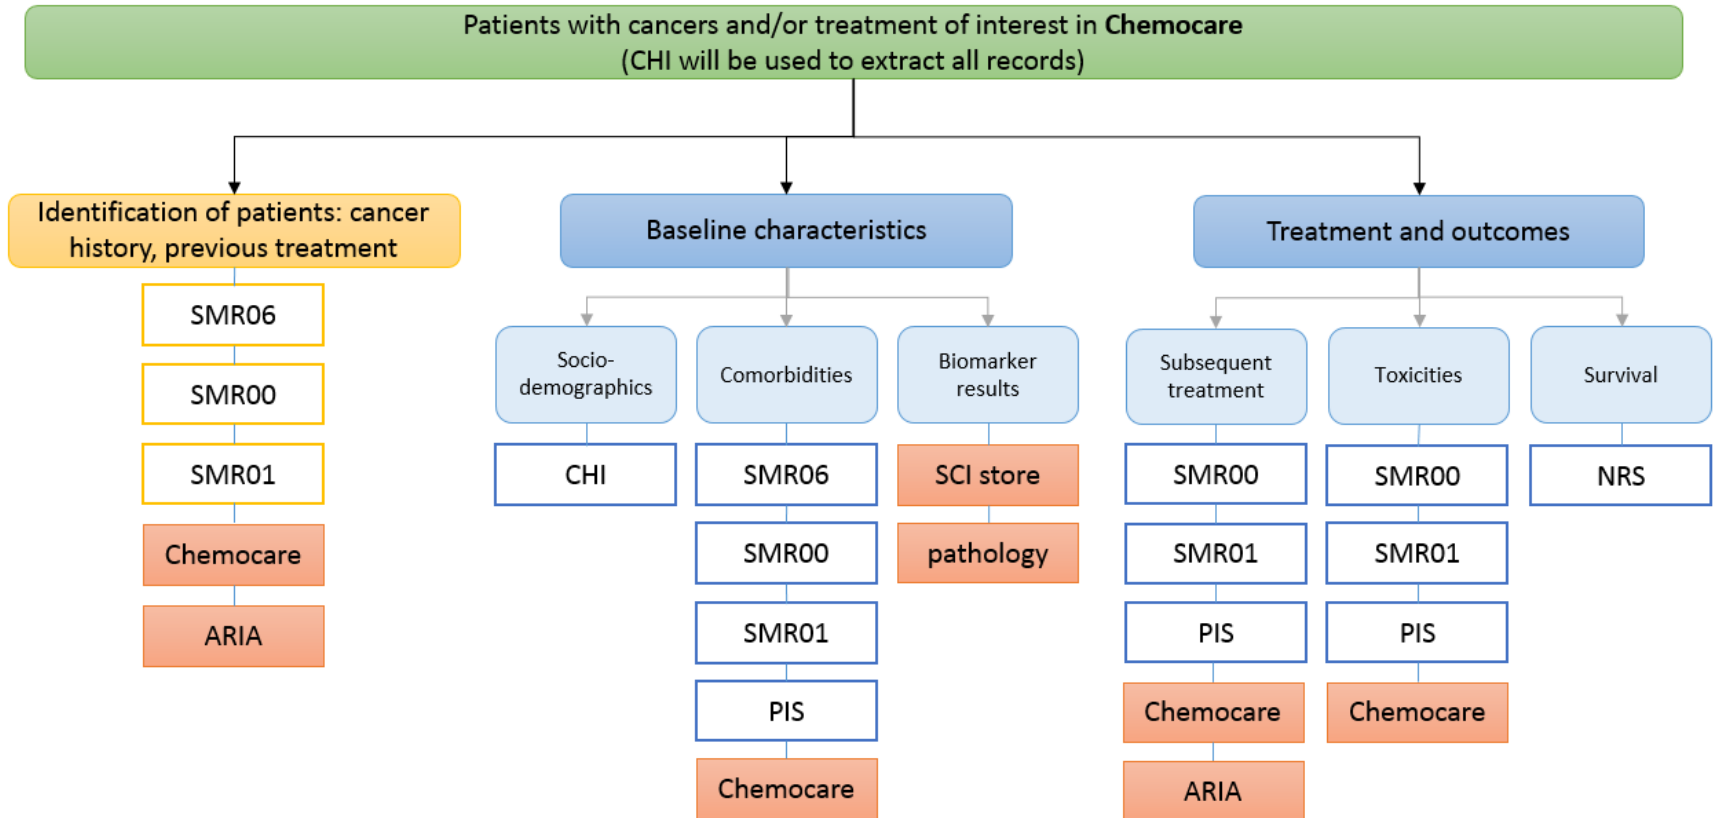 Patients with cancers and/or treatment of interest in Chemocare
(CHI will be used to extract all records)
Identification of patients: cancer
history, previous treatment
SMR06
SMR00
SMR01
Chemocare
ARIA
Baseline characteristics
Socio-
demographics
CHI
Comorbidities
SMR06
SMR00
SMR01
PIS
Chemocare
Biomarker
results
SCI store
pathology
Treatment and outcomes
Subsequent
treatment
SMR00
SMR01
PIS
Chemocare
ARIA
Toxicities
SMR00
SMR01
PIS
Chemocare
Survival
NRS